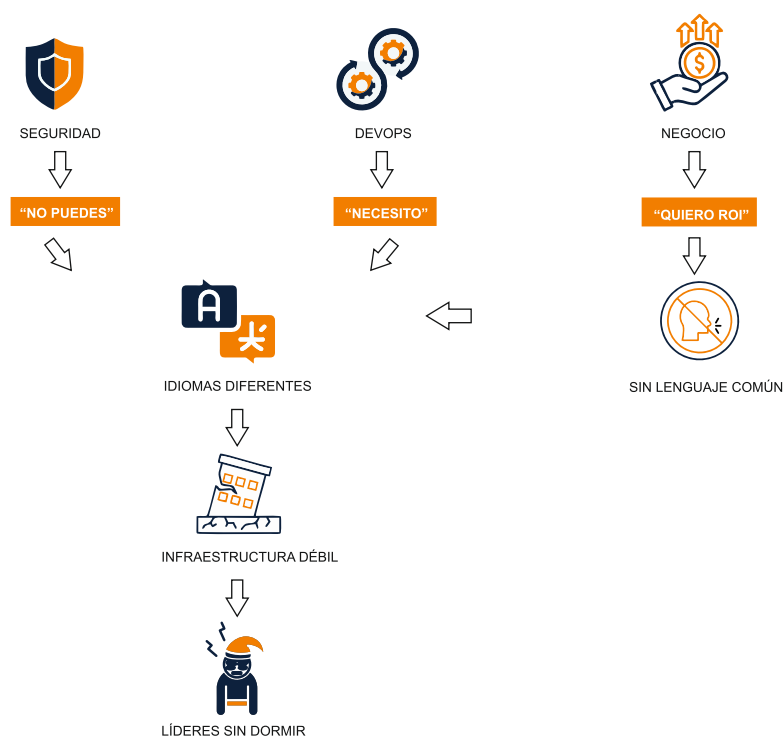 SEGURIDAD
DEVOPS
NEGOCIO
“NO PUEDES”
“NECESITO”
“QUIERO ROI”
$
A
IDIOMAS DIFERENTES
SIN LENGUAJE COMÚN
INFRAESTRUCTURA DÉBIL
LÍDERES SIN DORMIR